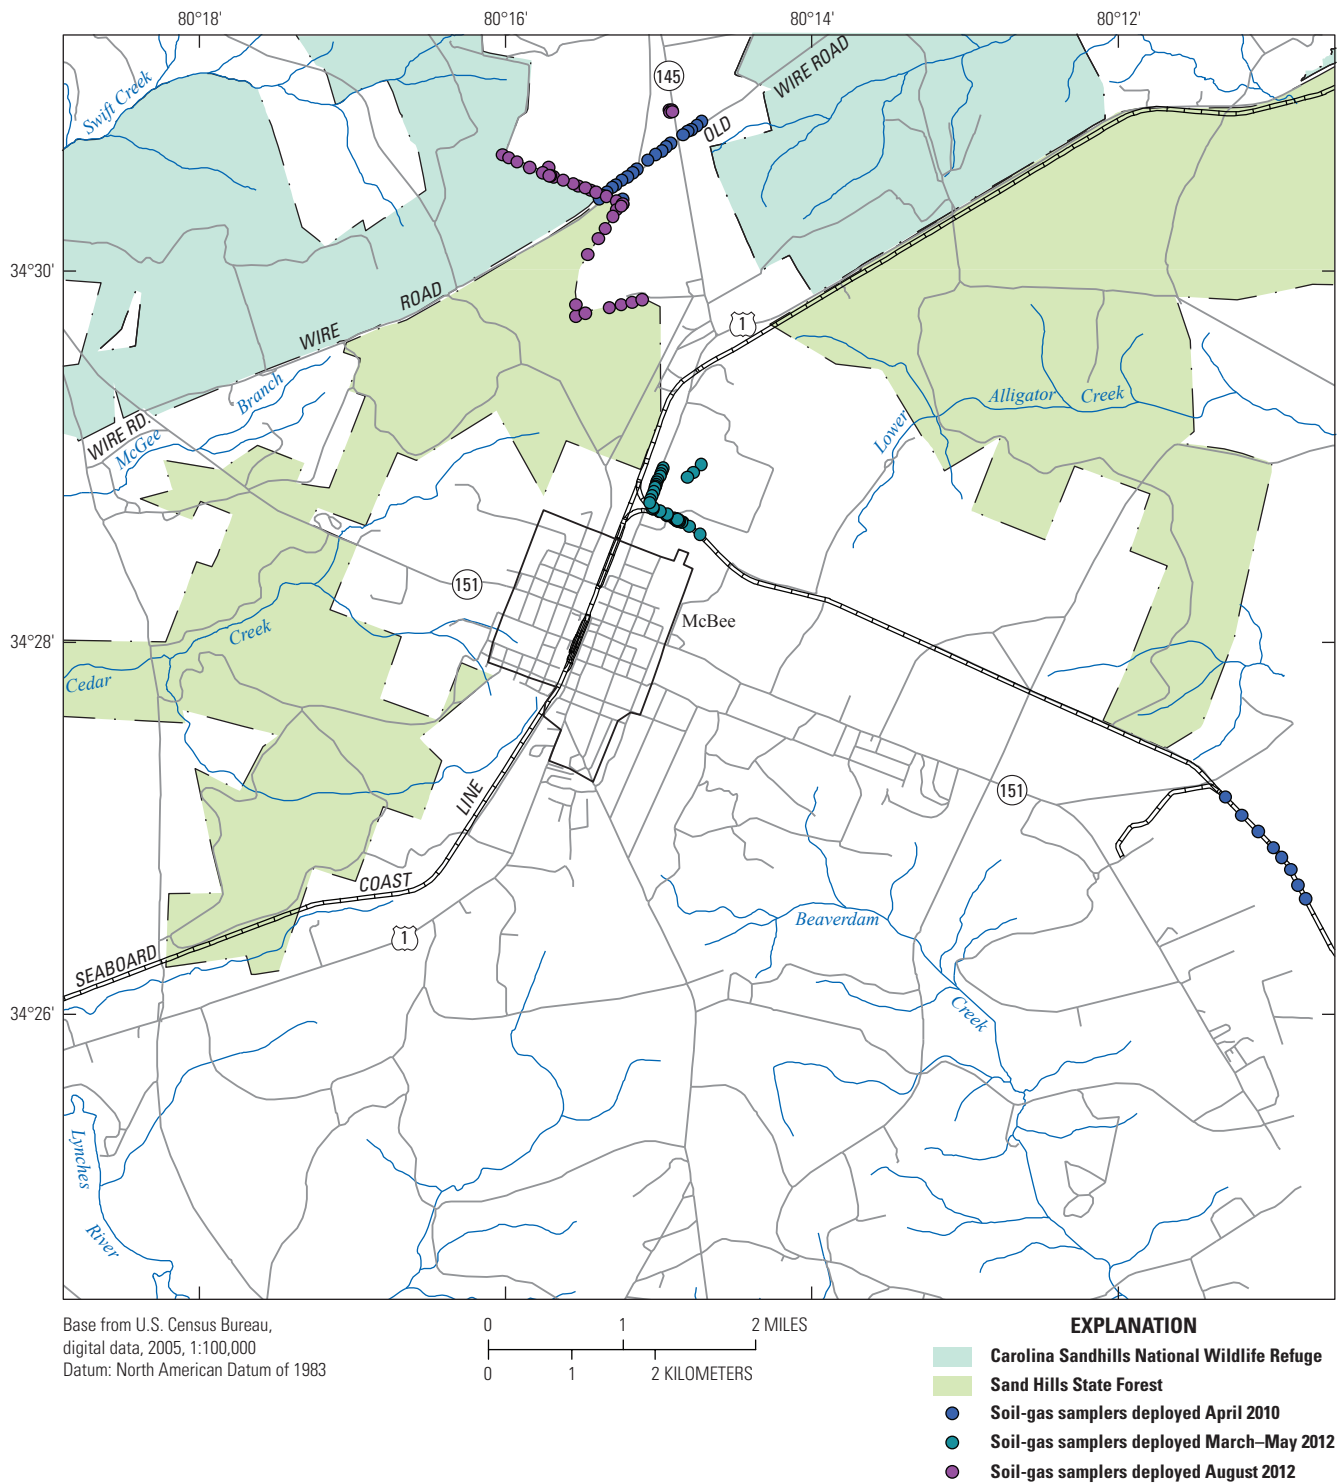 80°18'
80°16'
80°14'
80°12'
145
WIRE ROAD
OLD
Swift Creek
34°30'
ROAD
WIRE
1
Branch
Alligator
Creek
WIRE RD.
McGee
Lower
151
McBee
34°28'
Creek
Cedar
LINE
151
COAST
Beaverdam
1
SEABOARD
34°26'
Creek
Lynches
River
Base from U.S. Census Bureau,
digital data, 2005, 1:100,000
Datum: North American Datum of 1983
0 1 2 MILES
0 1 2 KILOMETERS
EXPLANATION
Carolina Sandhills National Wildlife Refuge
Sand Hills State Forest
Soil-gas samplers deployed April 2010
Soil-gas samplers deployed March–May 2012
Soil-gas samplers deployed August 2012